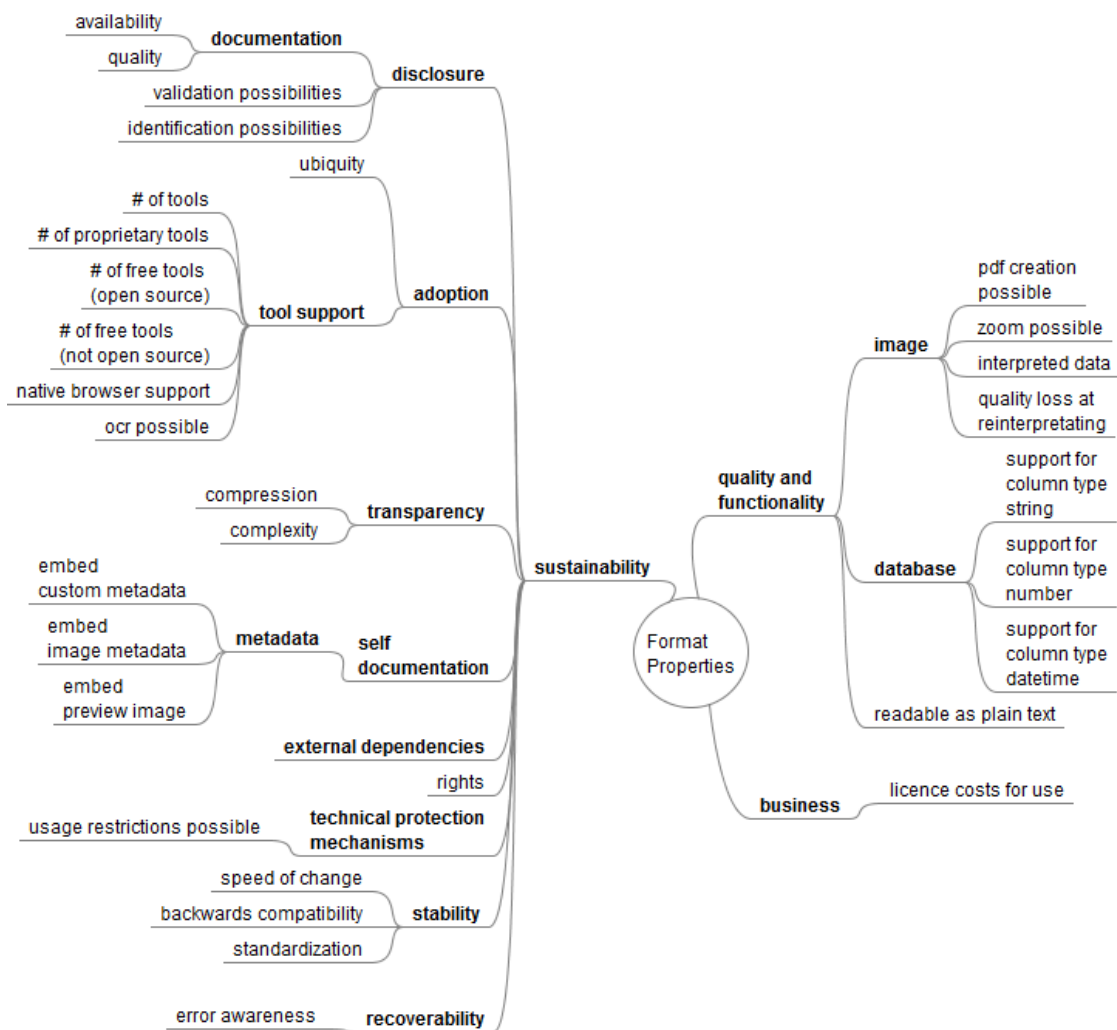 availability
documentation
quality
disclosure
validation possibilities
identification possibilities
ubiquity
# of tools
# of proprietary tools
# of free tools
(open source)
tool support
adoption
# of free tools
(not open source)
native browser support
ocr possible
compression
transparency
complexity
embed
custom metadata
embed
image metadata
metadata
self
documentation
embed
preview image
external dependencies
rights
technical protection
mechanisms
usage restrictions possible
speed of change
backwards compatibility
stability
standardization
error awareness
recoverability
sustainability
Format
Properties
quality and
functionality
image
pdf creation
possible
zoom possible
interpreted data
quality loss at
reinterpretating
database
support for
column type
string
support for
column type
number
support for
column type
datetime
readable as plain text
business
licence costs for use